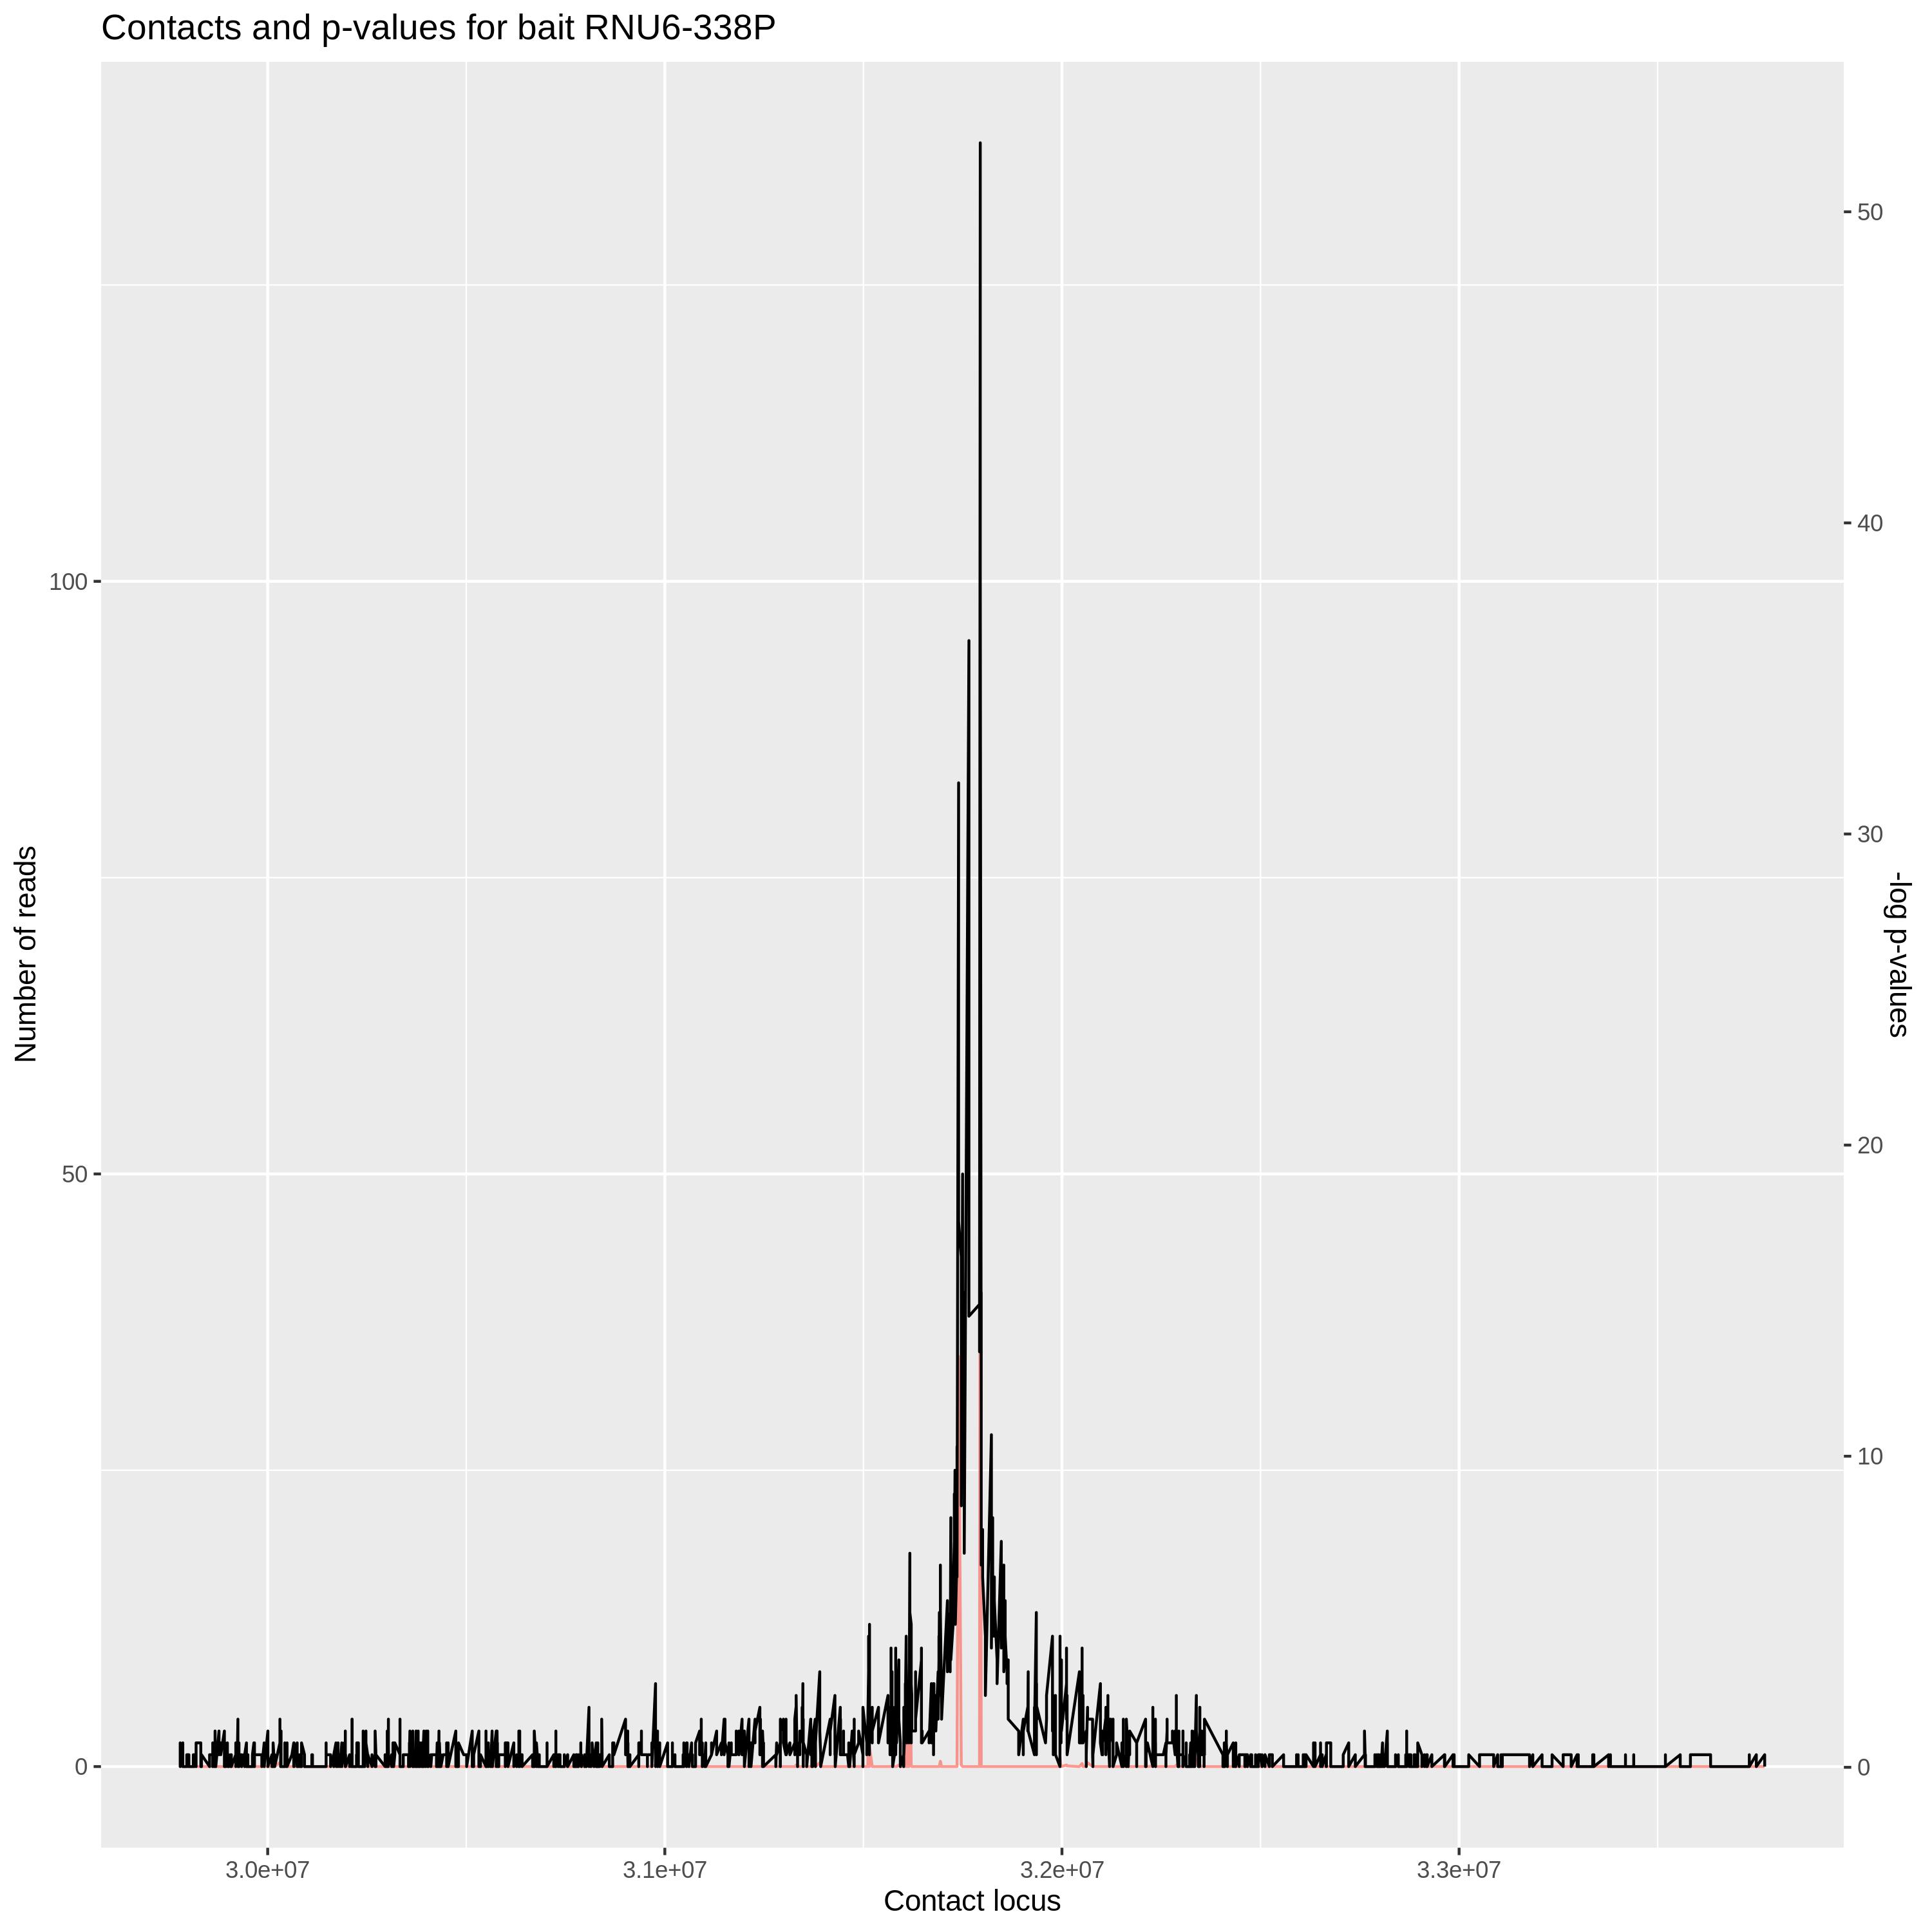 Contacts and p-values for bait RNU6-338P
Number of reads
100
50
0
50
40
30
20
10
0
-log p-values
3.0e+07
3.1e+07
3.2e+07
3.3e+07
Contact locus